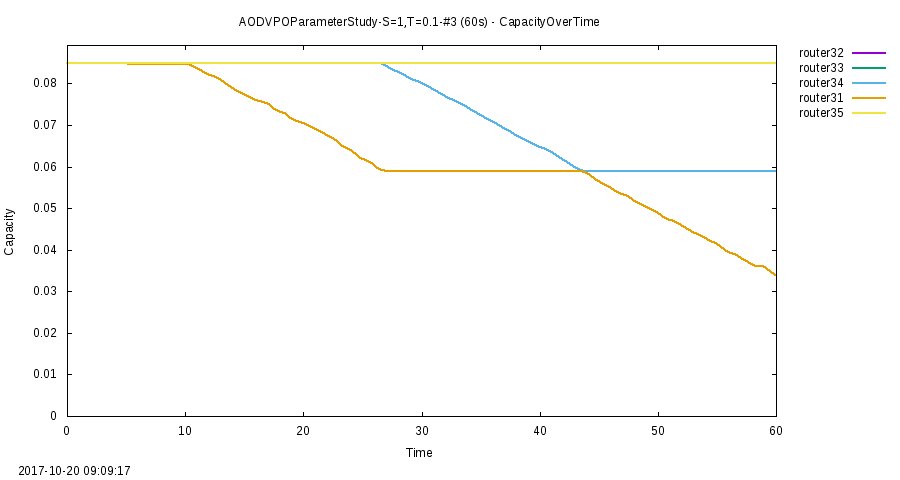 AODVPOParameterStudy-S=1,T=0.1-#3 (60s) - CapacityOverTime
router32
router33
router34
router31
router35
0.08
0.07
0.06
0.05
0.04
0.03
0.02
0.01
0
Capacity
0 10 20 30 40 50 60
Time
2017-10-20 09:09:17